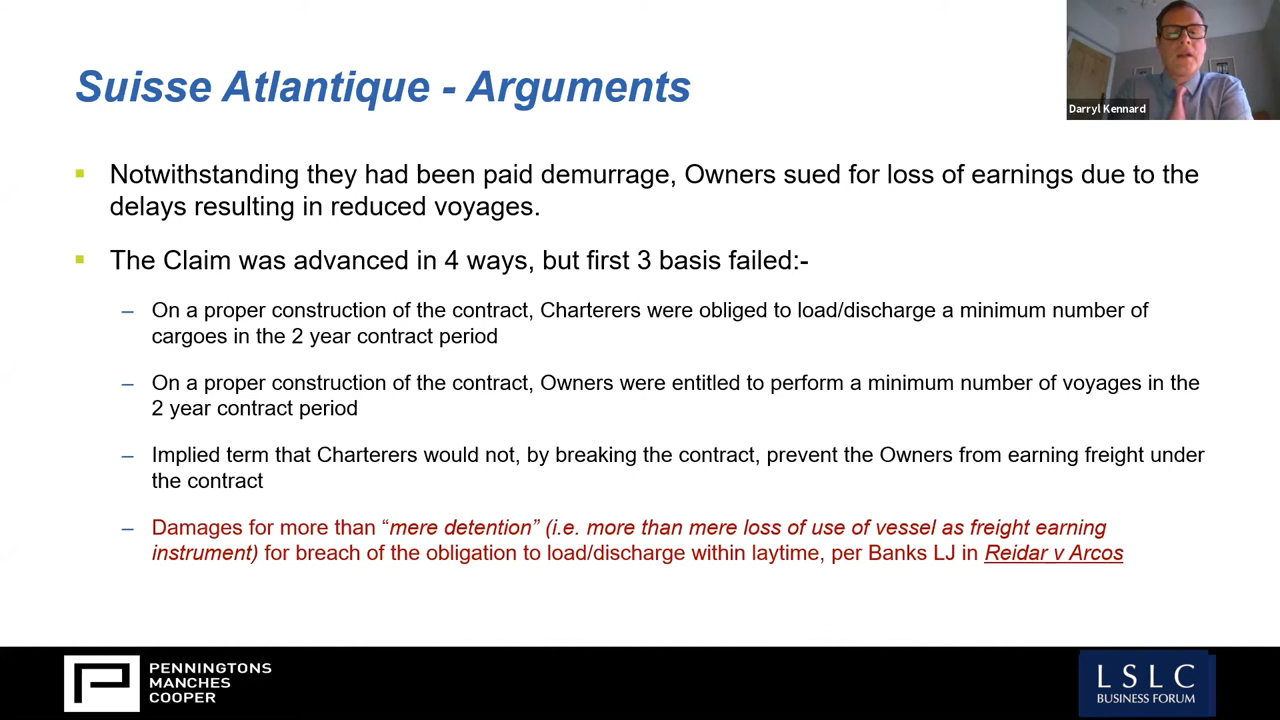 Suisse Atlantique - Arguments
Darryl Kennard
Notwithstanding they had been paid demurrage, Owners sued for loss of earnings due to the
delays resulting in reduced voyages.
The Claim was advanced in 4 ways, but first 3 basis failed:-
– On a proper construction of the contract, Charterers were obliged to load/discharge a minimum number of
cargoes in the 2 year contract period
– On a proper construction of the contract, Owners were entitled to perform a minimum number of voyages in the
2 year contract period
– Implied term that Charterers would not, by breaking the contract, prevent the Owners from earning freight under
the contract
– Damages for more than “mere detention” (i.e. more than mere loss of use of vessel as freight earning
instrument) for breach of the obligation to load/discharge within laytime, per Banks LJ in Reidar v Arcos
PENNINGTONS
MANCHES
COOPER
LSLC
BUSINESS FORUM